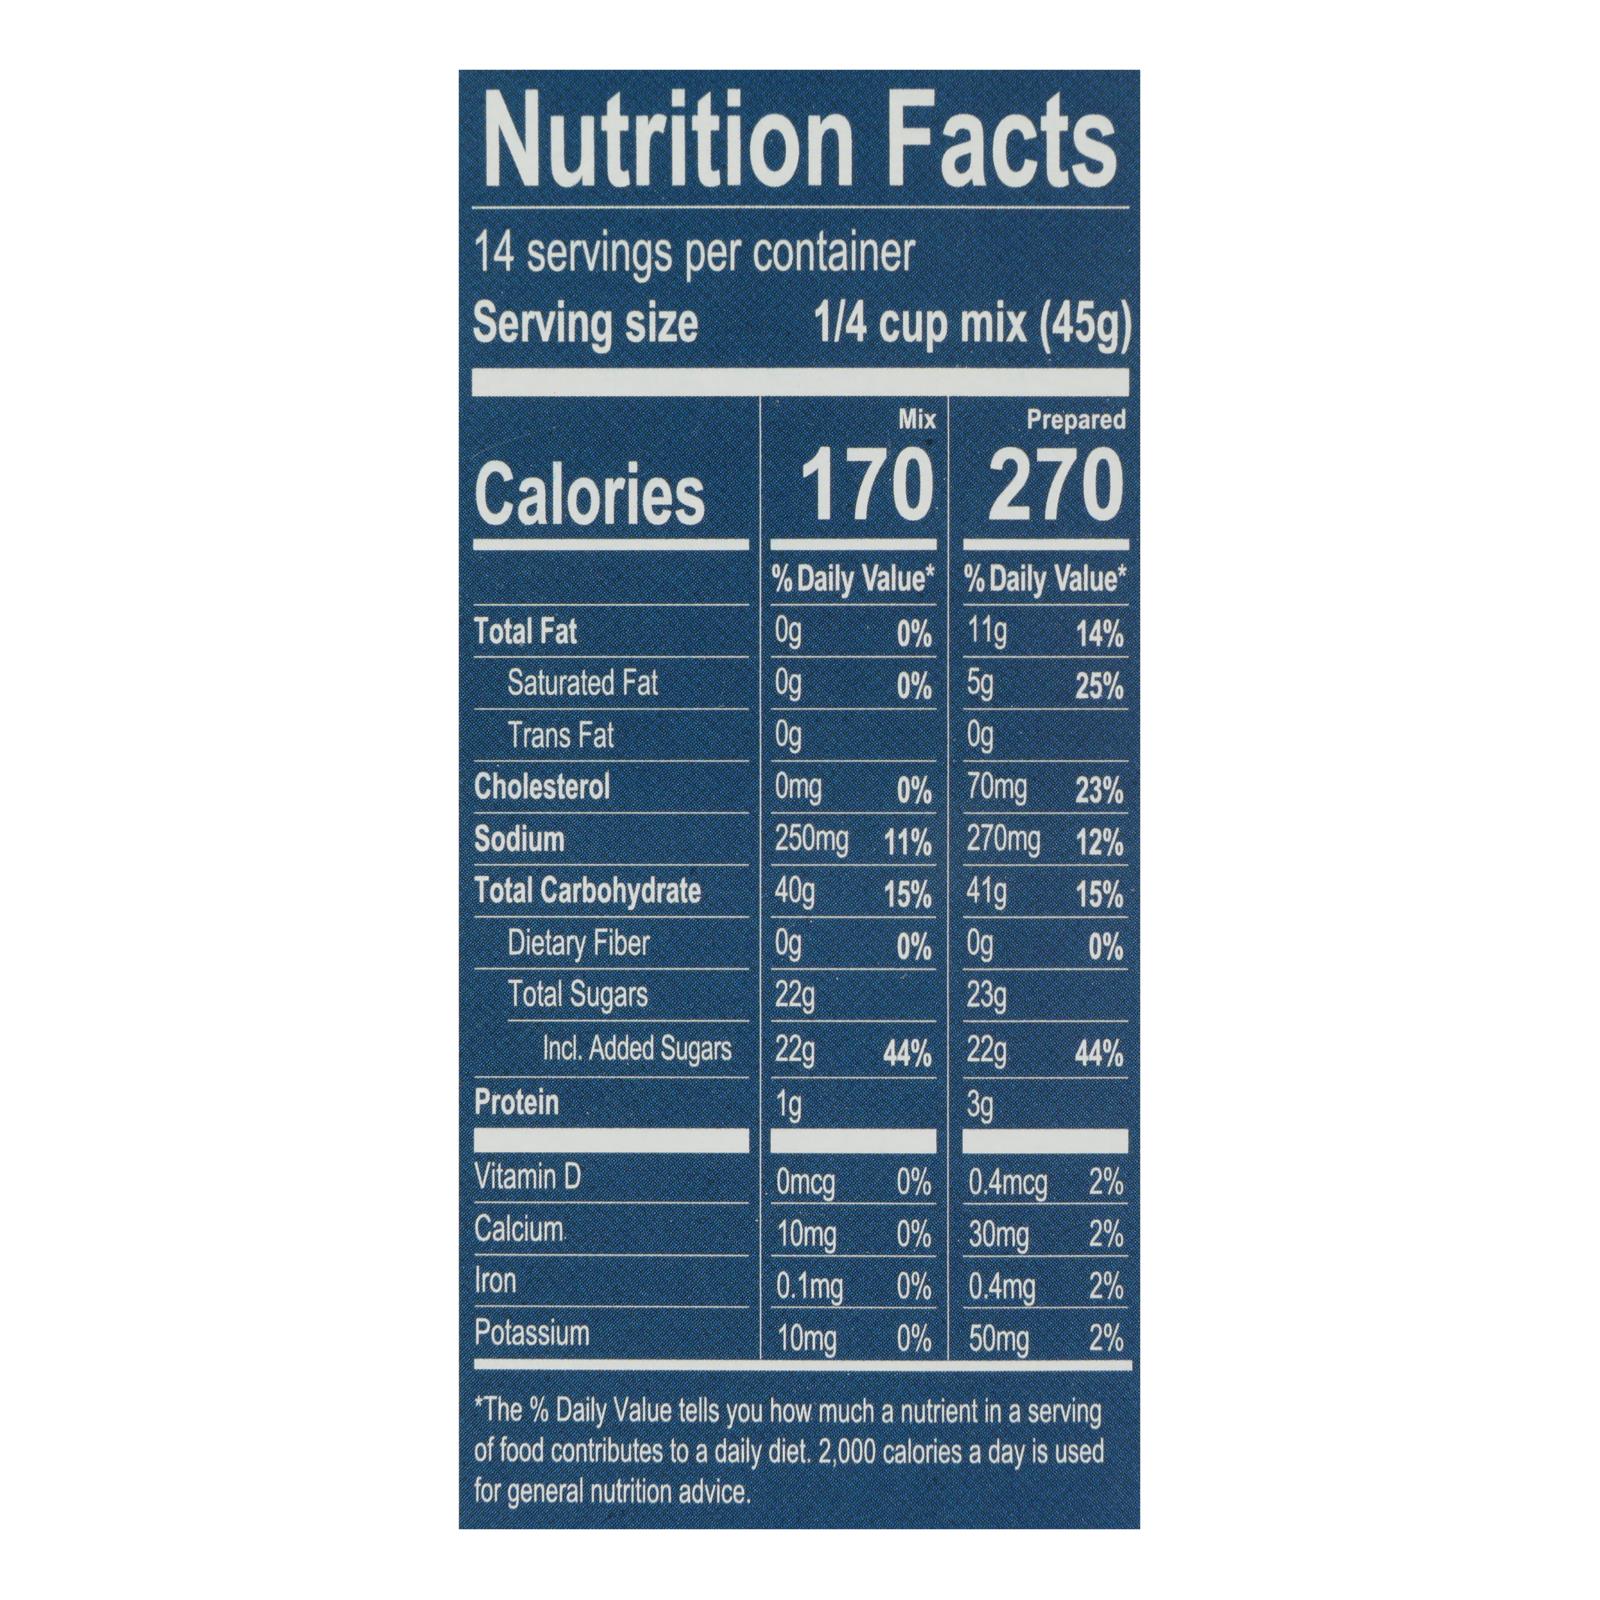 Nutrition Facts
14 servings per container
Serving size 1/4 cup mix (45g)
Mix Prepared
Calories 170 270
% Daily Value* % Daily Value*
Total Fat 0g 0% 11g 14%
Saturated Fat 0g 0% 5g 25%
Trans Fat 0g 0g
Cholesterol 0mg 0% 70mg 23%
Sodium 250mg 11% 270mg 12%
Total Carbohydrate 40g 15% 41g 15%
Dietary Fiber 0g 0% 0g 0%
Total Sugars 22g 23g
Incl. Added Sugars 22g 44% 22g 44%
Protein 1g 3g
Vitamin D 0mcg 0% 0.4mcg 2%
Calcium 10mg 0% 30mg 2%
Iron 0.1mg 0% 0.4mg 2%
Potassium 10mg 0% 50mg 2%
*The % Daily Value tells you how much a nutrient in a serving
of food contributes to a daily diet. 2,000 calories a day is used
for general nutrition advice.